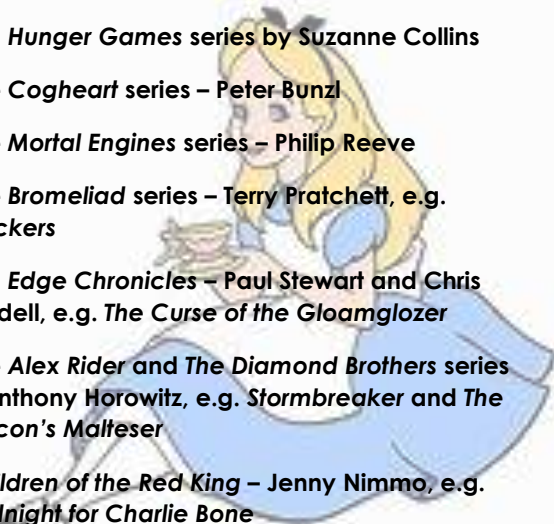 Hunger Games series by Suzanne Collins
Cogheart series – Peter Bunzl
Mortal Engines series – Philip Reeve
Bromeliad series – Terry Pratchett, e.g.
ckers
Edge Chronicles – Paul Stewart and Chris
dell, e.g. The Curse of the Gloamglozer
Alex Rider and The Diamond Brothers series
nthony Horowitz, e.g. Stormbreaker and The
con's Malteser
ldren of the Red King – Jenny Nimmo, e.g.
night for Charlie Bone